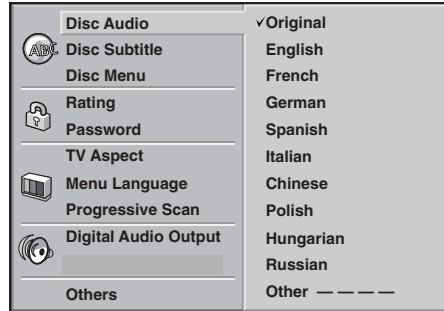 Disc Audio
ABC
Disc Subtitle
Disc Menu
Rating
Password
TV Aspect
Menu Language
Progressive Scan
Digital Audio Output
Others
✓Original
English
French
German
Spanish
Italian
Chinese
Polish
Hungarian
Russian
Other — — — —